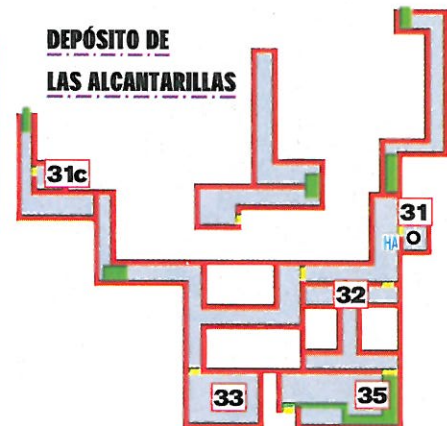 DEPÓSITO DE
LAS ALCANTARILLAS
31c
31
HA O
32
33
35